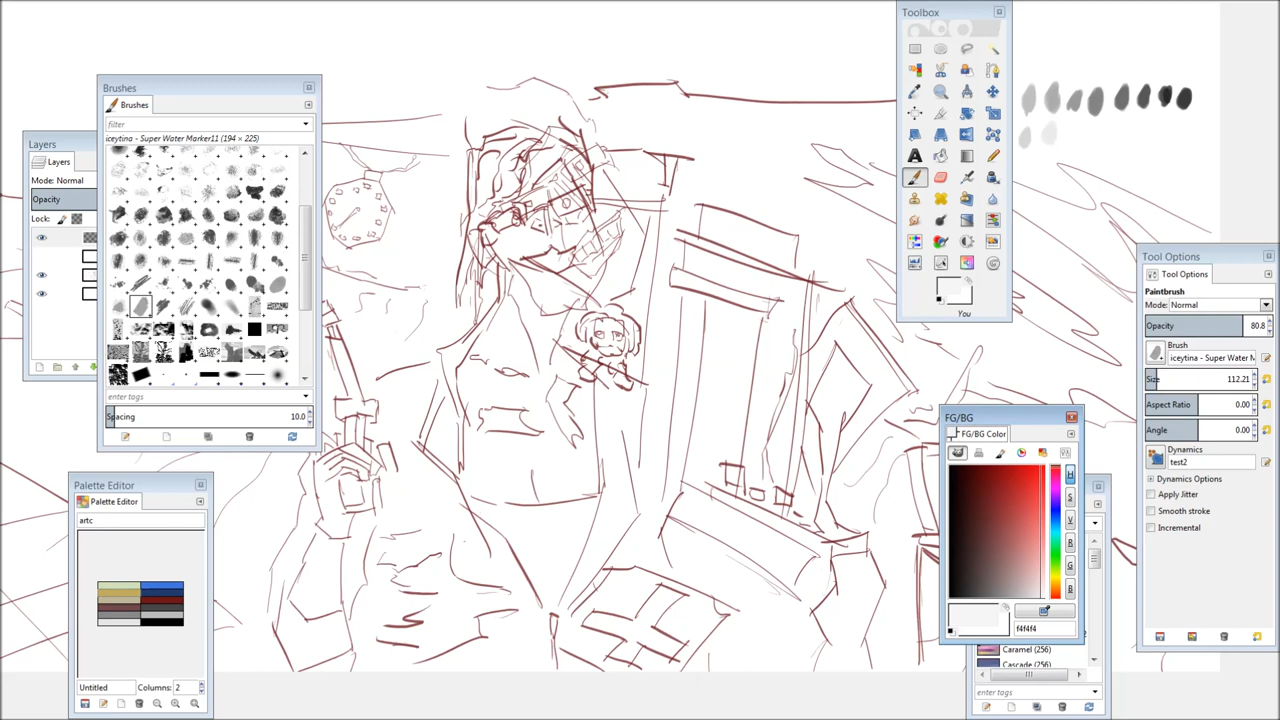 Toolbox
You
Brushes
Brushes
filter
iceytina - Super Water Marker11 (194 × 225)
enter tags
Spacing 10.0
Layers
Layers
Mode: Normal
Opacity
Lock:
Palette Editor
Palette Editor
artc
Untitled Columns: 2
Tool Options
Tool Options
Paintbrush
Mode: Normal
Opacity 80.8
Brush
iceytina - Super Water M
Size 112.21
Aspect Ratio 0.00
Angle 0.00
Dynamics
test2
Dynamics Options
Apply Jitter
Smooth stroke
Incremental
FG/BG
FG/BG Color
H
S
V
R
G
B
f4f4f4
Caramel (256)
Cascade (256)
enter tags